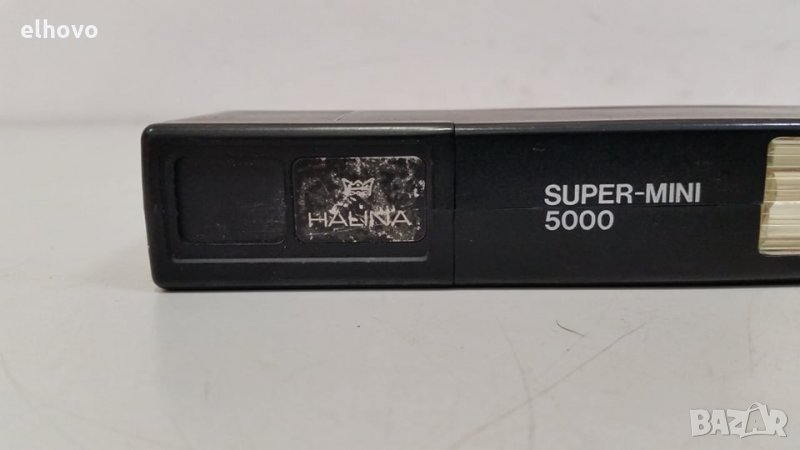 elhovo
HALINA
SUPER-MINI
5000
BAZAR